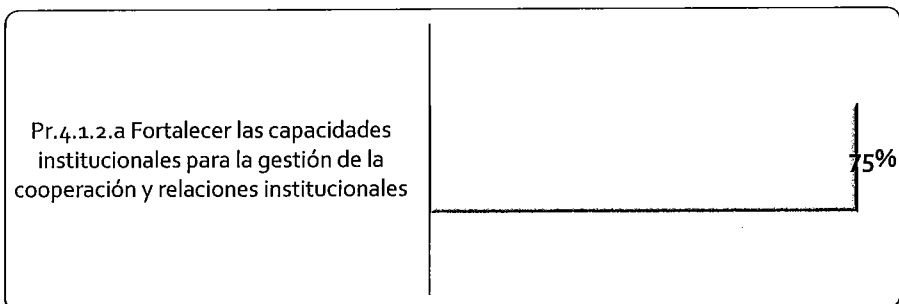 Pr.4.1.2.a Fortalecer las capacidades
institucionales para la gestión de la
cooperación y relaciones institucionales
75%